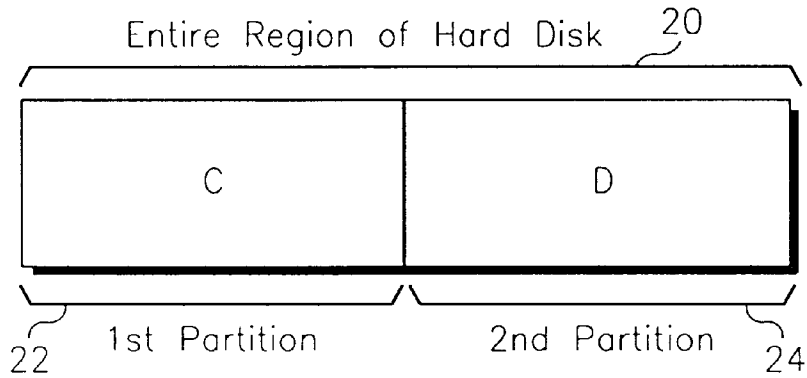 Entire Region of Hard Disk 20
C D
1st Partition 2nd Partition
22 24